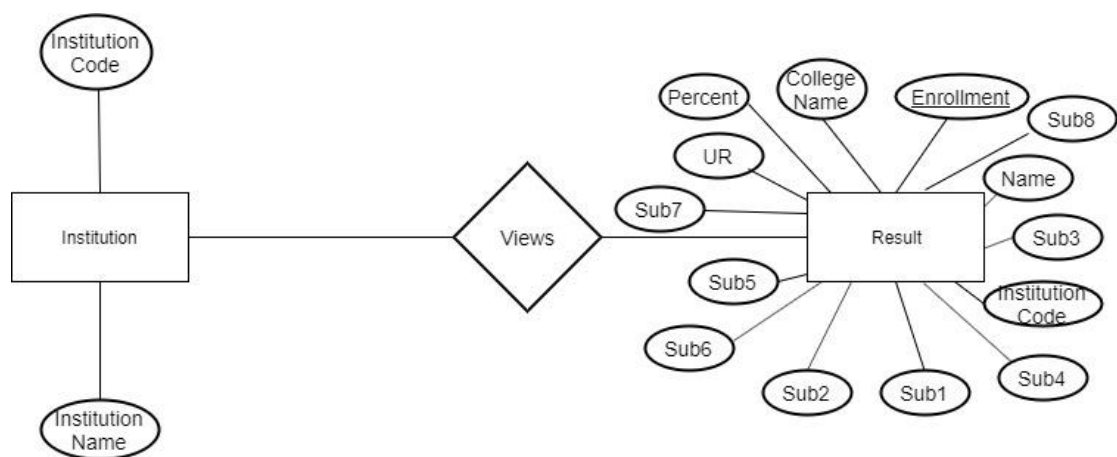 Institution
Code
Percent
College
Name
Enrollment
Sub8
UR
Name
Sub7
Institution
Views
Result
Sub3
Sub5
Institution
Code
Sub6
Sub4
Sub2
Sub1
Institution
Name